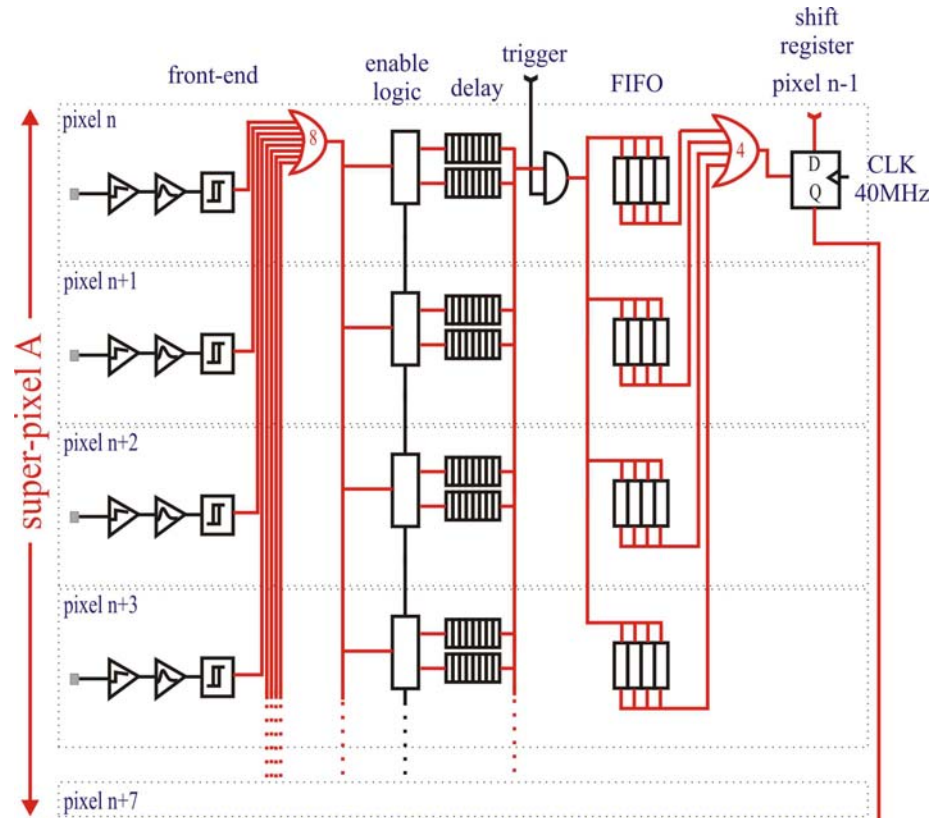 shift
register
pixel n-1
trigger
enable
logic
front-end
delay
FIFO
pixel n
8
4
D
Q
CLK
40MHz
pixel n+1
super-pixel A
pixel n+2
pixel n+3
pixel n+7